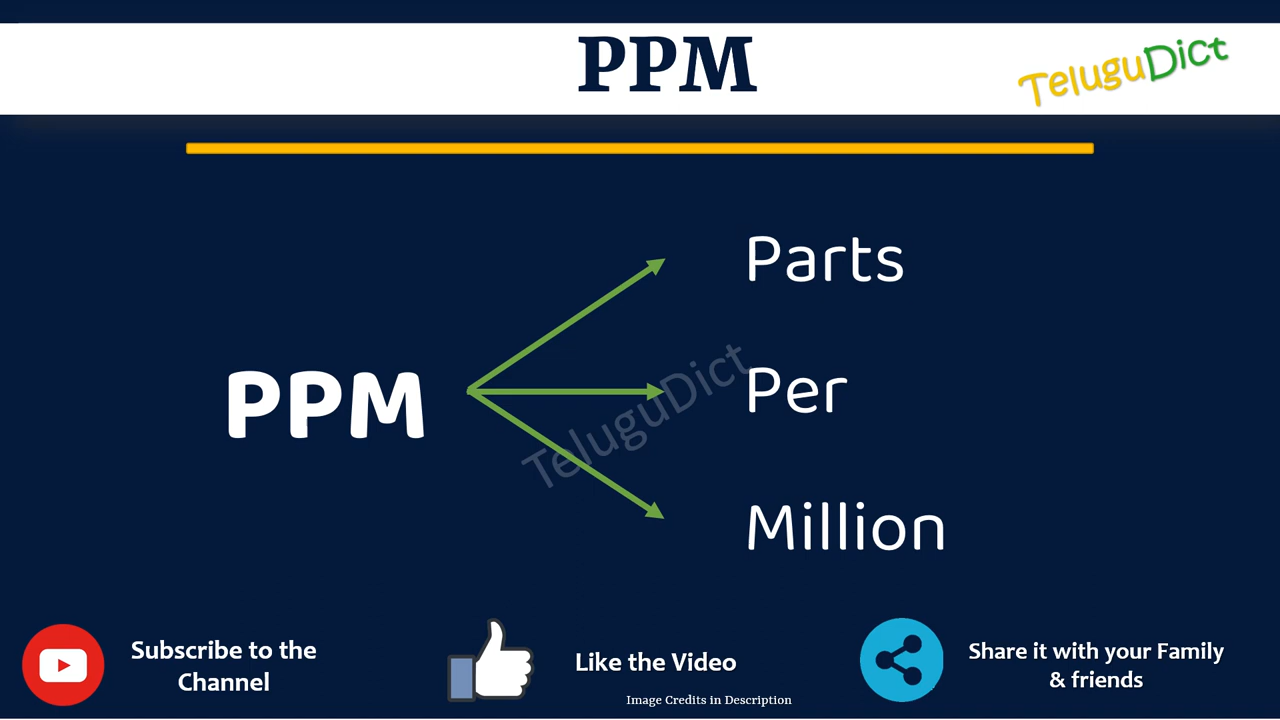 PPM
TeluguDict
Parts
PPM
Per
TeluguDict
Million
Subscribe to the
Channel
Like the Video
Image Credits in Description
Share it with your Family
& friends